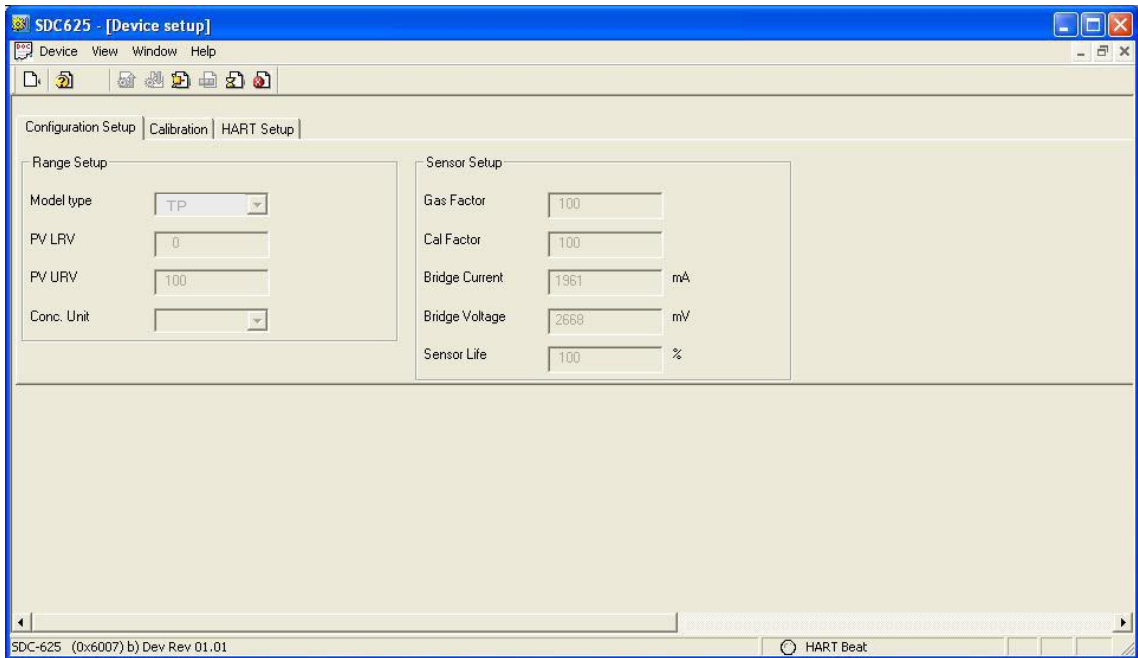 SDC625 - [Device setup]
Device View Window Help
Configuration Setup Calibration HART Setup
Range Setup
Model type TP
PV LRV 0
PV URV 100
Conc. Unit
Sensor Setup
Gas Factor 100
Cal Factor 100
Bridge Current 1961 mA
Bridge Voltage 2668 mV
Sensor Life 100 %
SDC-625 (0x6007) b) Dev Rev 01.01
HART Beat